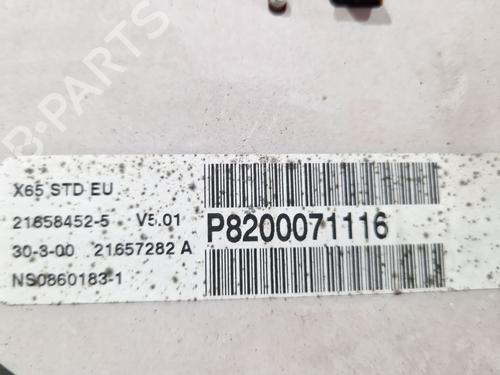 B-PARTS
X65 STD EU
21658452-5 V5.01
30-3-00 21657282 A
NS0860183-1
P8200071116